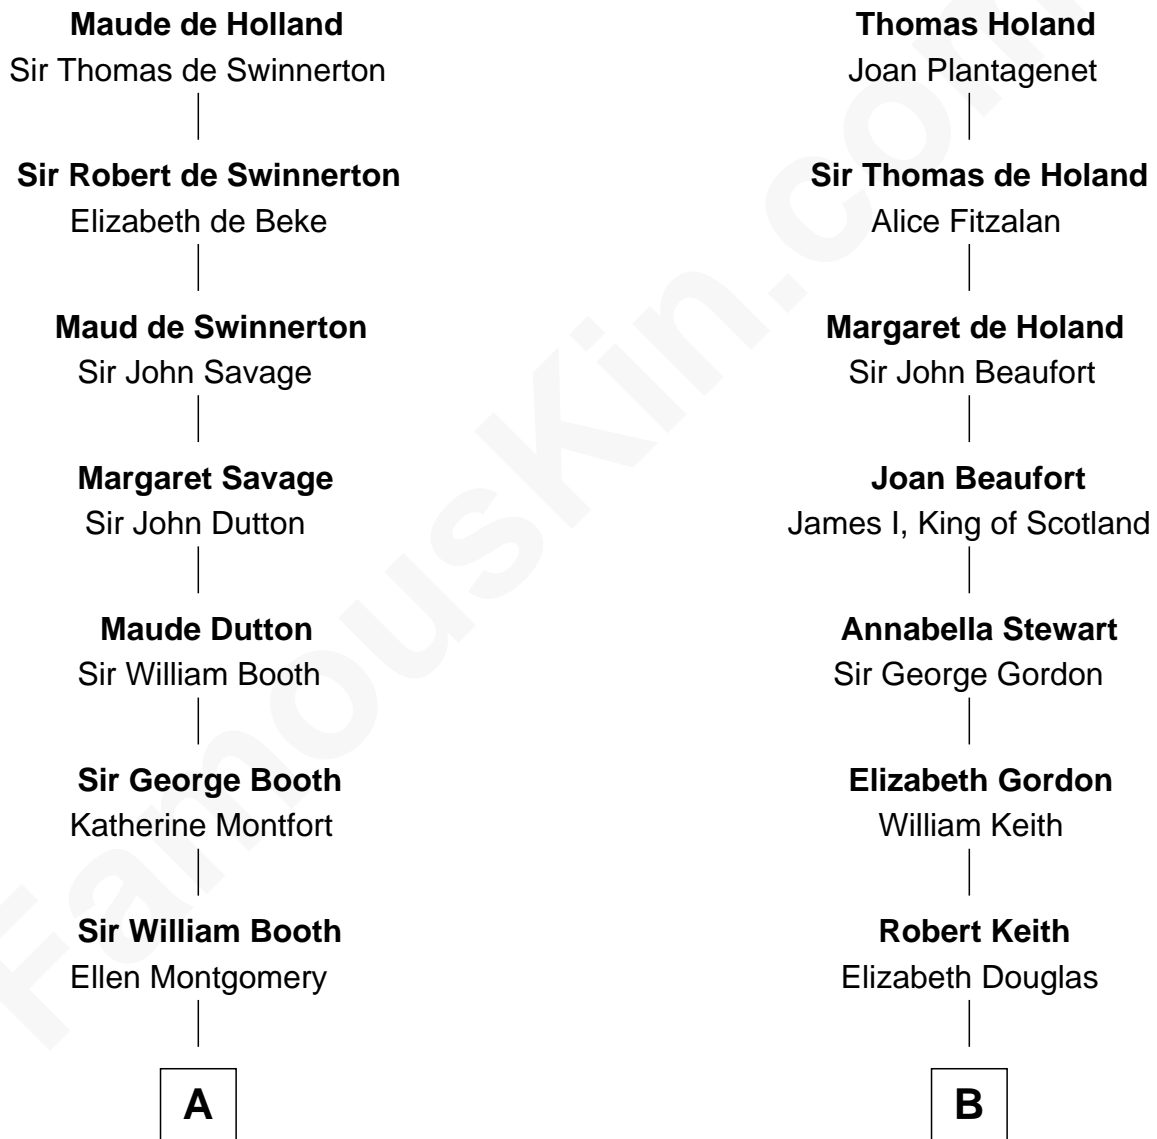 Maude de Holland
Sir Thomas de Swinnerton
Sir Robert de Swinnerton
Elizabeth de Beke
Maud de Swinnerton
Sir John Savage
Margaret Savage
Sir John Dutton
Maude Dutton
Sir William Booth
Sir George Booth
Katherine Montfort
Sir William Booth
Ellen Montgomery
A
Thomas Holand
Joan Plantagenet
Sir Thomas de Holand
Alice Fitzalan
Margaret de Holand
Sir John Beaufort
Joan Beaufort
James I, King of Scotland
Annabella Stewart
Sir George Gordon
Elizabeth Gordon
William Keith
Robert Keith
Elizabeth Douglas
B
FamousKin.com